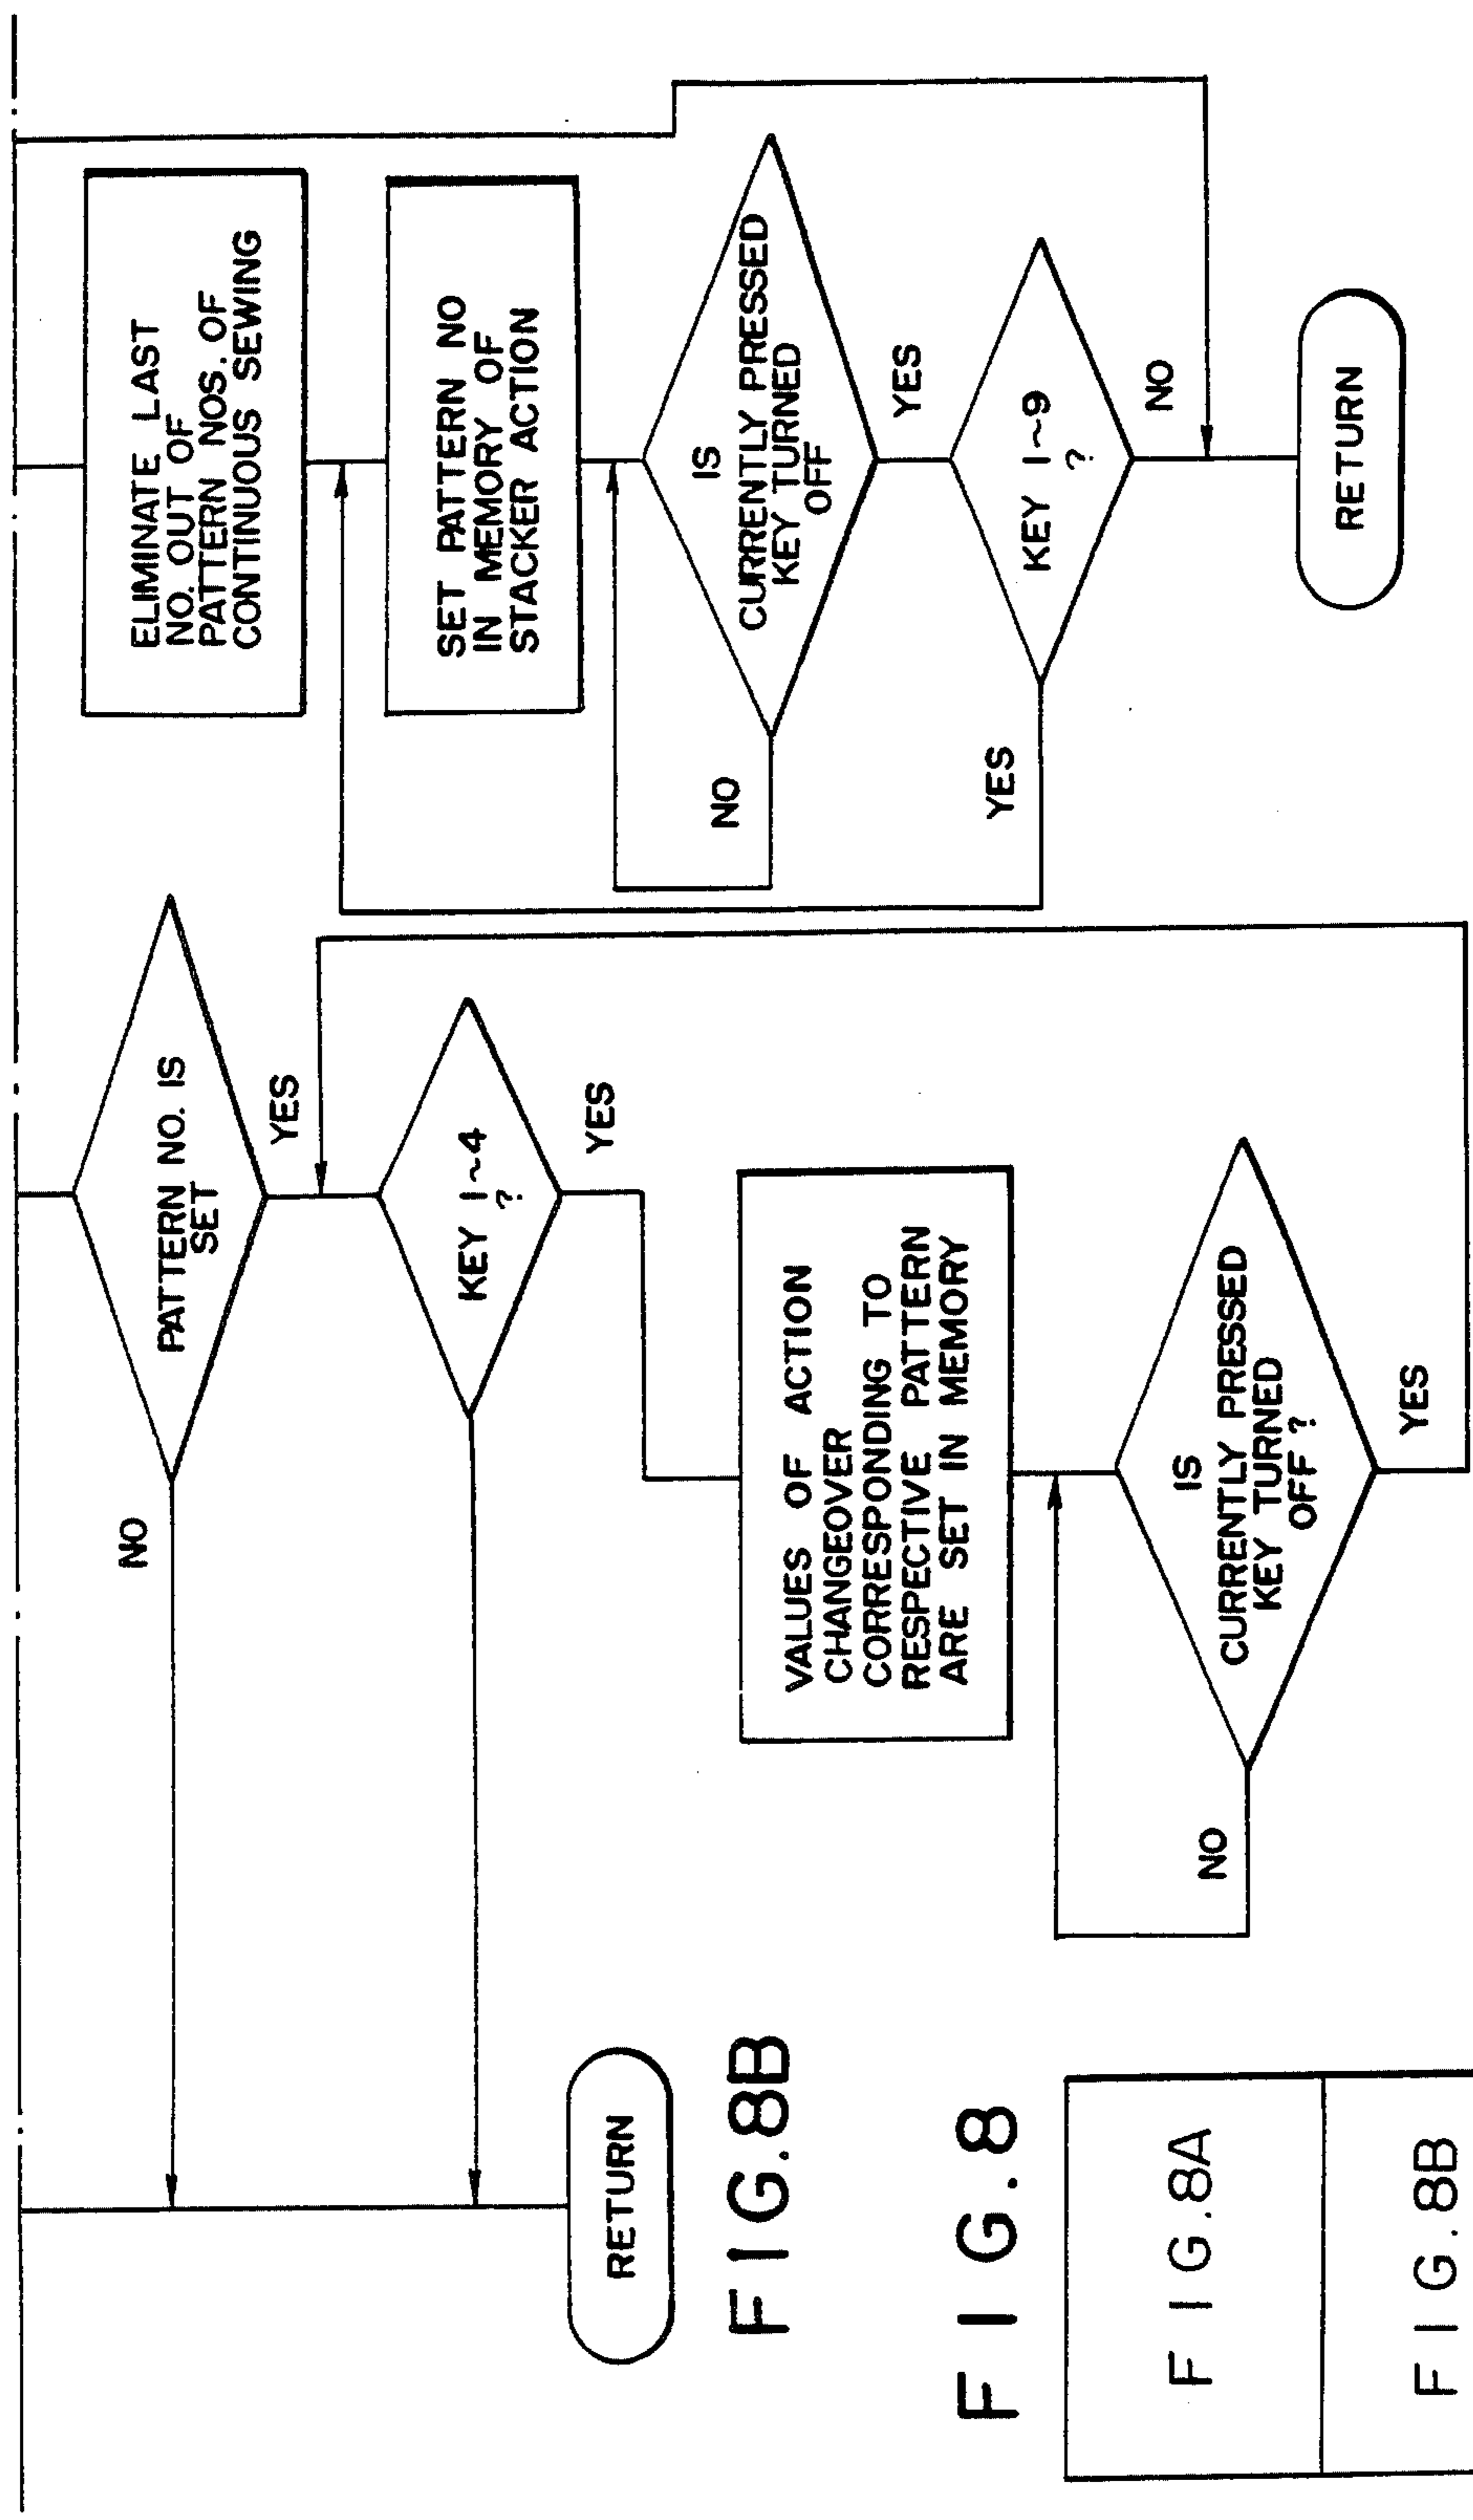 PATTERN NO. IS
SET
NO
YES
KEY 1~4
?
YES
VALUES OF ACTION
CHANGEOVER
CORRESPONDING TO
RESPECTIVE PATTERN
ARE SET IN MEMORY
IS
CURRENTLY PRESSED
KEY TURNED
OFF ?
NO
YES
RETURN
ELIMINATE LAST
NO. OUT OF
PATTERN NOS. OF
CONTINUOUS SEWING
SET PATTERN NO
IN MEMORY OF
STACKER ACTION
IS
CURRENTLY PRESSED
KEY TURNED
OFF
NO
YES
KEY 1~9
?
YES
NO
RETURN
FIG.8B
FIG.8
FIG.8A
FIG.8B